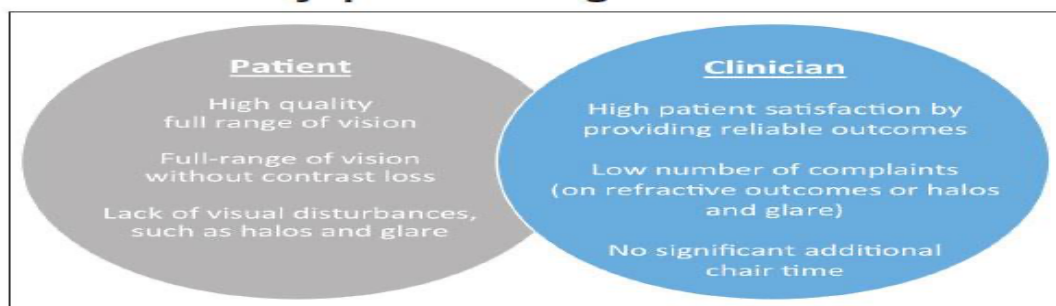 Patient
High quality
full range of vision
Full-range of vision
without contrast loss
Lack of visual disturbances,
such as halos and glare
Clinician
High patient satisfaction by
providing reliable outcomes
Low number of complaints
(on refractive outcomes or halos
and glare)
No significant additional
chair time